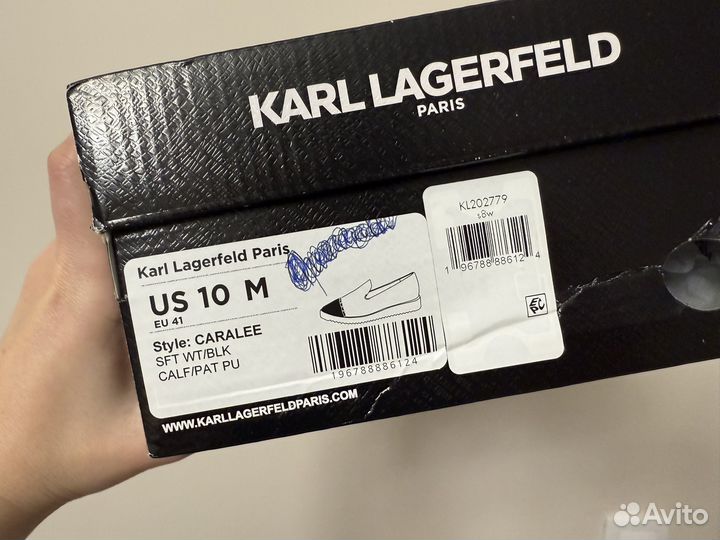 KARL LAGERFELD
PARIS
Karl Lagerfeld Paris
US 10 M
EU 41
Style: CARALEE
SFT WT/BLK
CALF/PAT PU
196788886124
WWW.KARLLAGERFELDPARIS.COM
KL202779
s8w
1 96788 88612 4
Avito